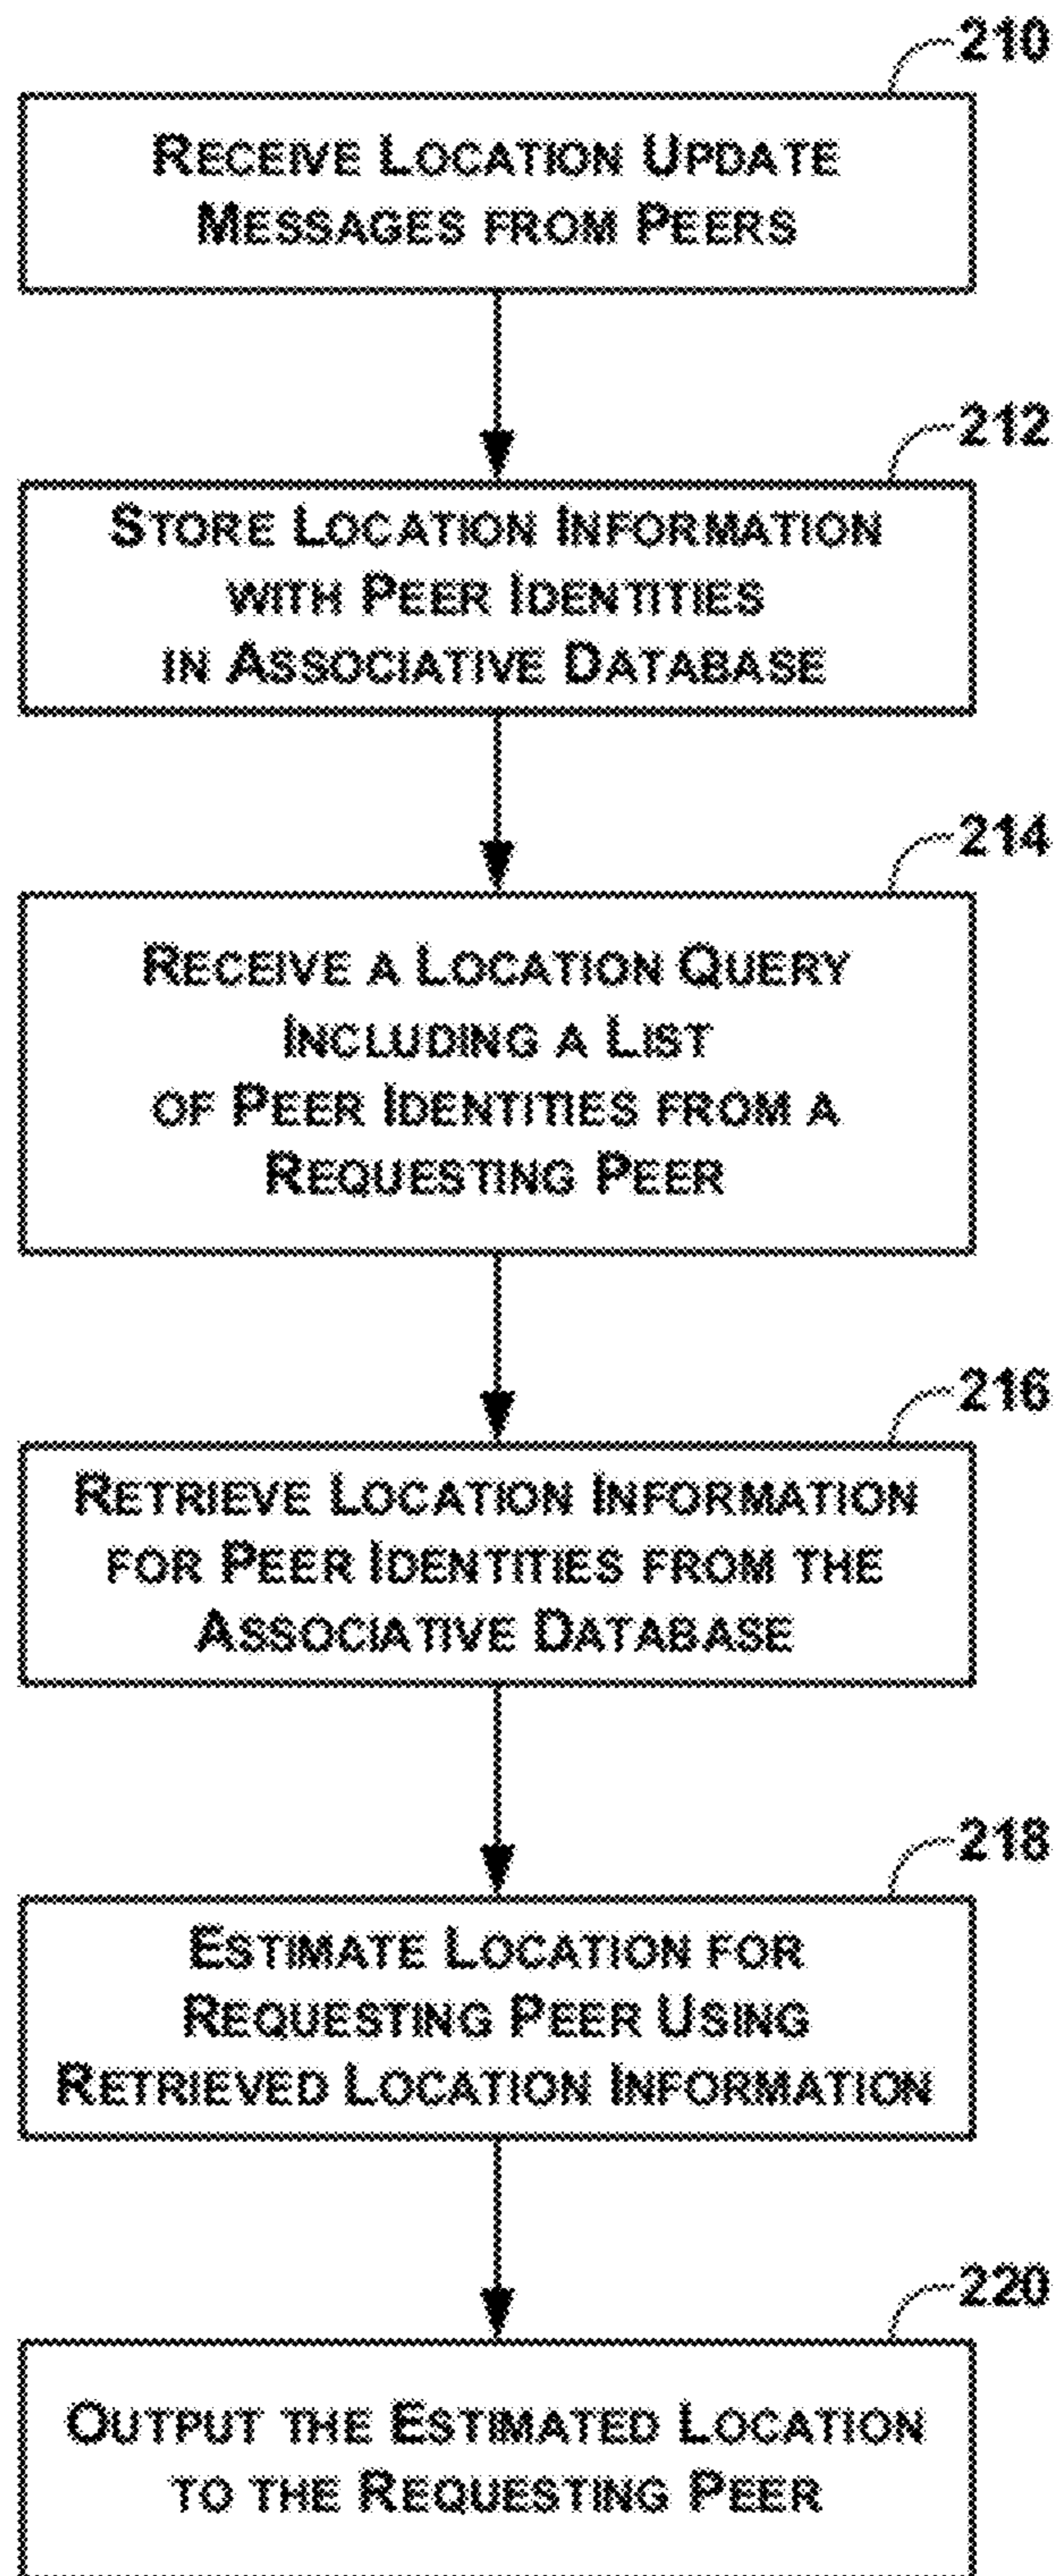 210
RECEIVE LOCATION UPDATE
MESSAGES FROM PEERS
212
STORE LOCATION INFORMATION
WITH PEER IDENTITIES
IN ASSOCIATIVE DATABASE
214
RECEIVE A LOCATION QUERY
INCLUDING A LIST
OF PEER IDENTITIES FROM A
REQUESTING PEER
216
RETRIEVE LOCATION INFORMATION
FOR PEER IDENTITIES FROM THE
ASSOCIATIVE DATABASE
218
ESTIMATE LOCATION FOR
REQUESTING PEER USING
RETRIEVED LOCATION INFORMATION
220
OUTPUT THE ESTIMATED LOCATION
TO THE REQUESTING PEER